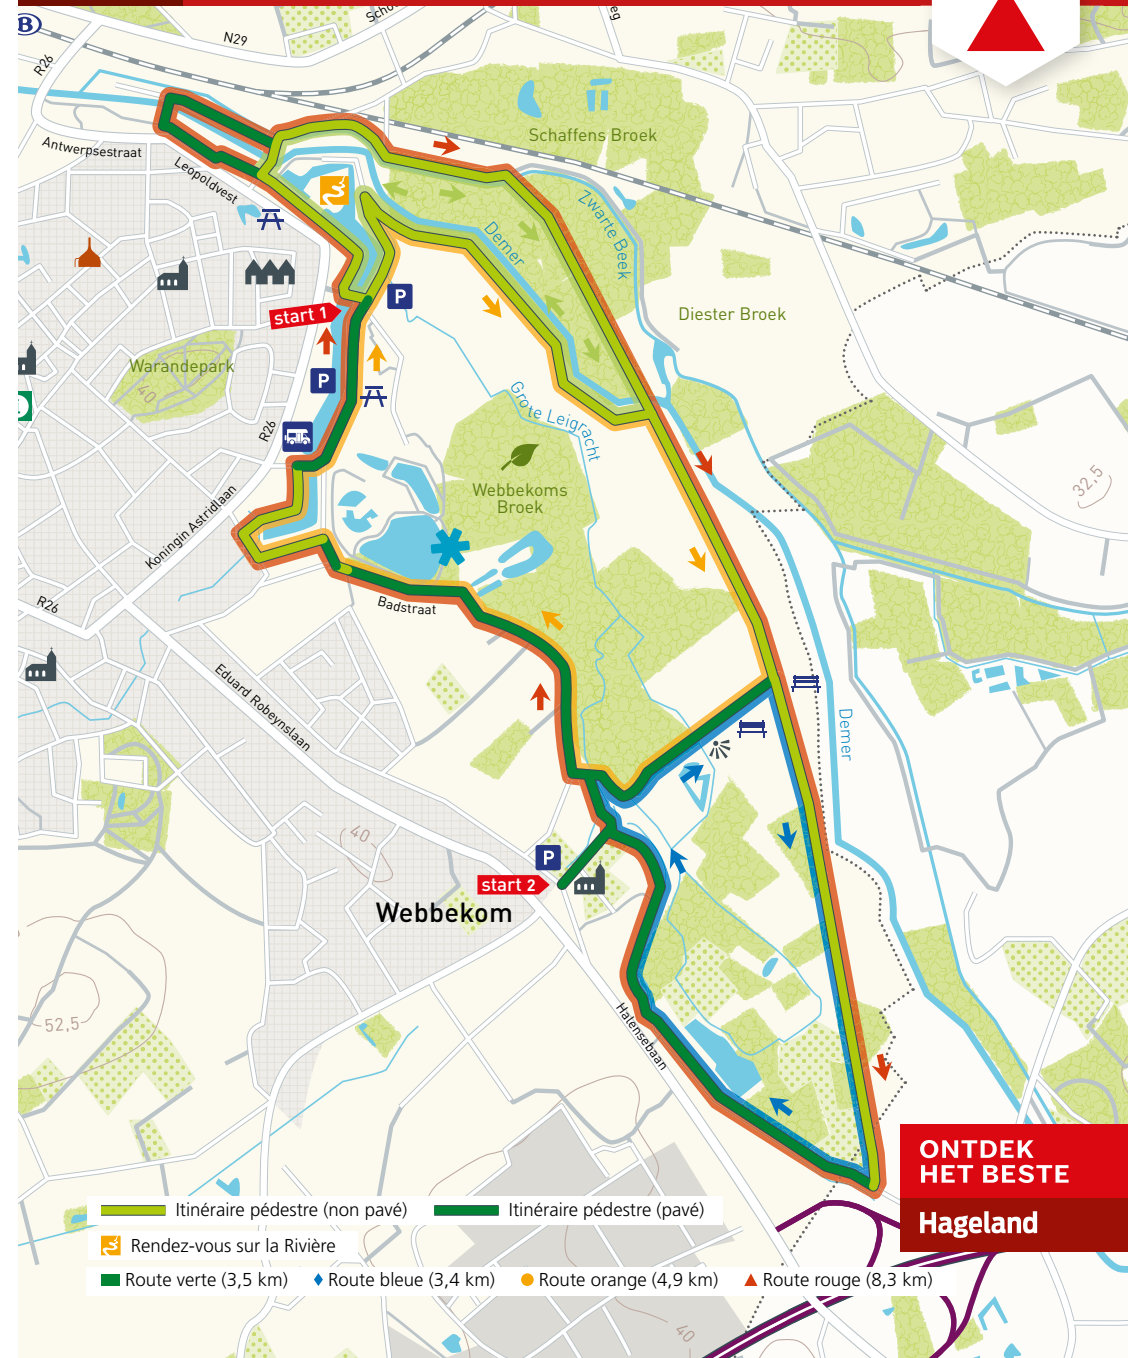 B
N29
Scho
eg
R26
Antwerpsestraat
Leopoldvest
Schaffens Broek
Zwarte Beek
Demer
P
start 1
Diester Broek
Warandepark
40
P
Grote Leigracht
R26
Webbekoms
Broek
32,5
Koningin Astridlaan
R26
Badstraat
Eduard Robeynslaan
Demer
40
P
start 2
Webbekom
52,5
Halensebaan
ONTDEK
HET BESTE
Hageland
Itinéraire pédestre (non pavé)
Itinéraire pédestre (pavé)
Rendez-vous sur la Rivière
Route verte (3,5 km)
Route bleue (3,4 km)
Route orange (4,9 km)
Route rouge (8,3 km)
40